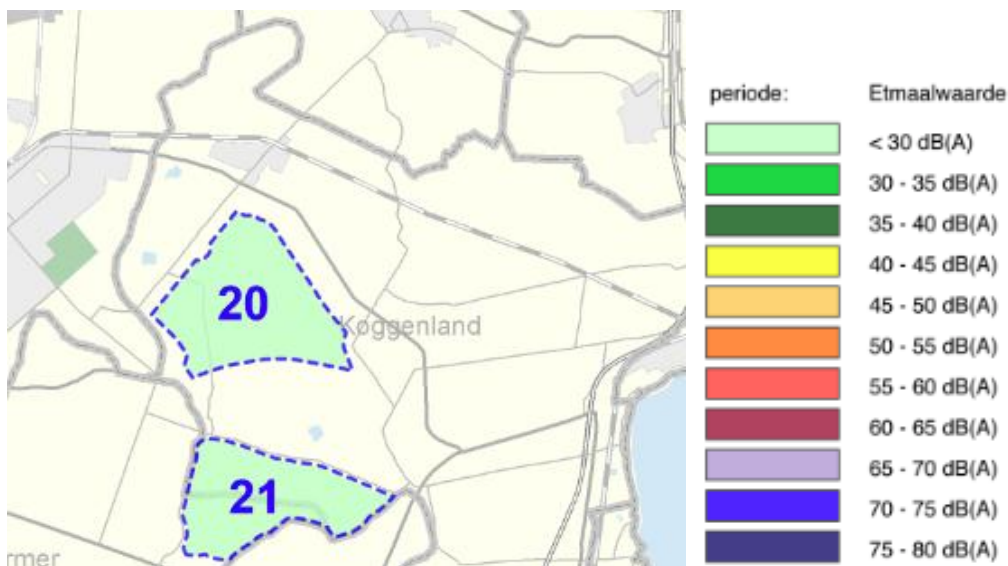 20
Koggenland
21
rmer
periode: Etmaalwaarde
< 30 dB(A)
30 - 35 dB(A)
35 - 40 dB(A)
40 - 45 dB(A)
45 - 50 dB(A)
50 - 55 dB(A)
55 - 60 dB(A)
60 - 65 dB(A)
65 - 70 dB(A)
70 - 75 dB(A)
75 - 80 dB(A)